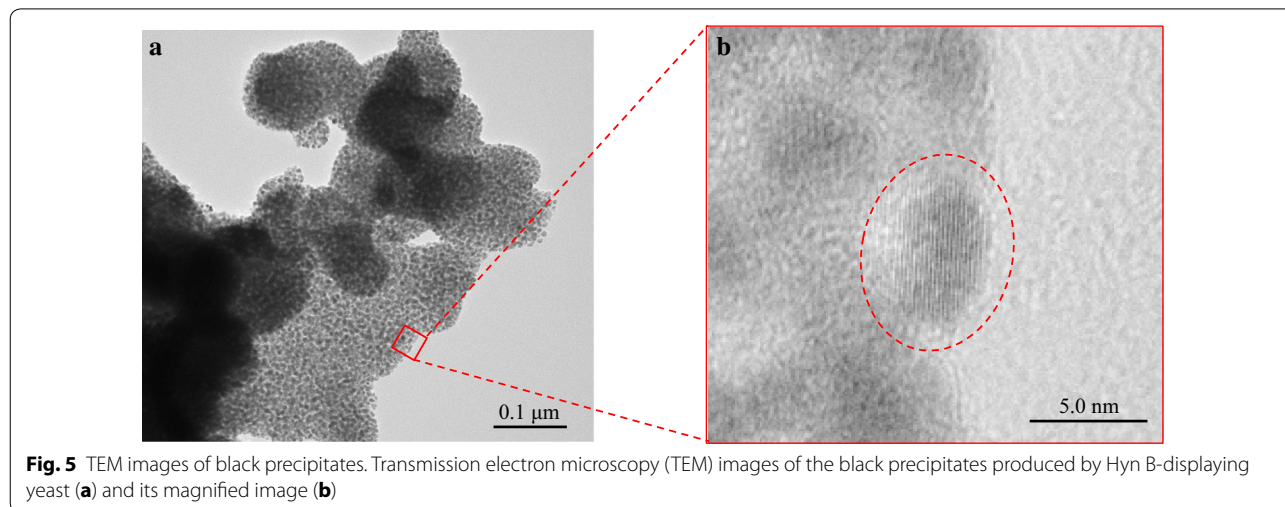 a
b
0.1 μm
5.0 nm
Fig. 5 TEM images of black precipitates. Transmission electron microscopy (TEM) images of the black precipitates produced by Hyn B-displaying
yeast (a) and its magnified image (b)